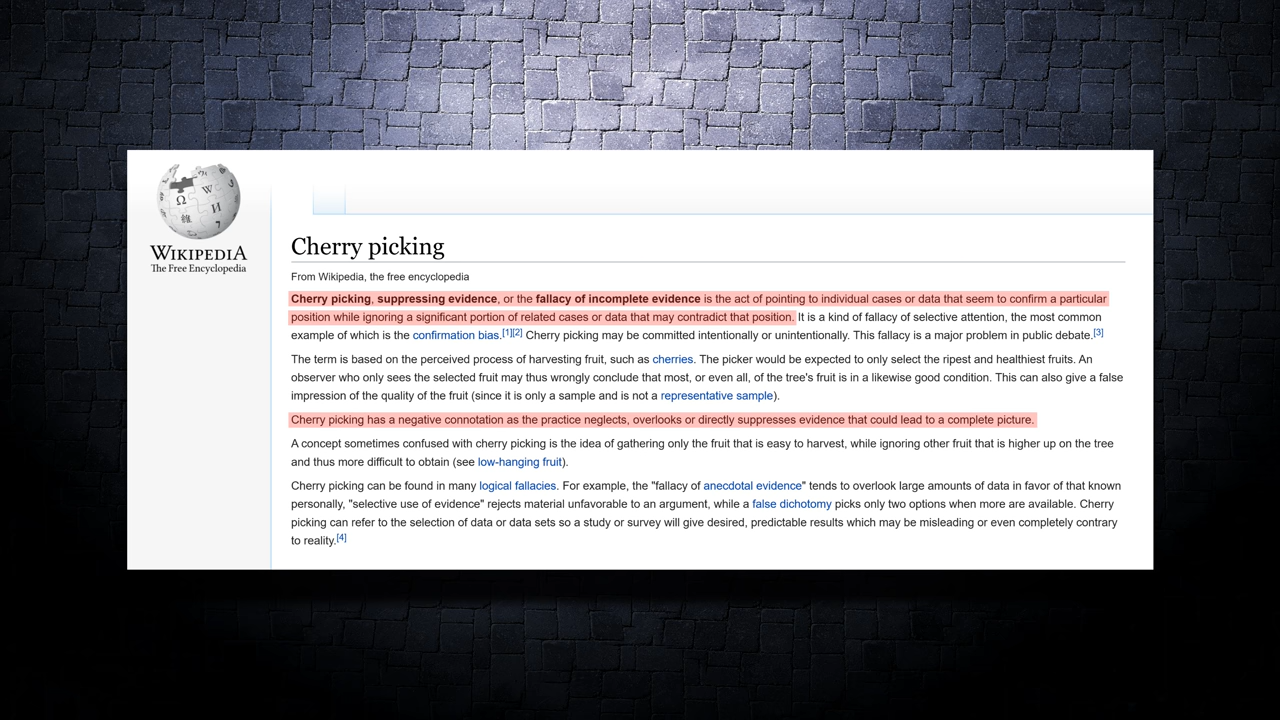 WIKIPEDIA
The Free Encyclopedia
Cherry picking
From Wikipedia, the free encyclopedia
Cherry picking, suppressing evidence, or the fallacy of incomplete evidence is the act of pointing to individual cases or data that seem to confirm a particular
position while ignoring a significant portion of related cases or data that may contradict that position. It is a kind of fallacy of selective attention, the most common
example of which is the confirmation bias.[1][2] Cherry picking may be committed intentionally or unintentionally. This fallacy is a major problem in public debate.[3]
The term is based on the perceived process of harvesting fruit, such as cherries. The picker would be expected to only select the ripest and healthiest fruits. An
observer who only sees the selected fruit may thus wrongly conclude that most, or even all, of the tree's fruit is in a likewise good condition. This can also give a false
impression of the quality of the fruit (since it is only a sample and is not a representative sample).
Cherry picking has a negative connotation as the practice neglects, overlooks or directly suppresses evidence that could lead to a complete picture.
A concept sometimes confused with cherry picking is the idea of gathering only the fruit that is easy to harvest, while ignoring other fruit that is higher up on the tree
and thus more difficult to obtain (see low-hanging fruit).
Cherry picking can be found in many logical fallacies. For example, the "fallacy of anecdotal evidence" tends to overlook large amounts of data in favor of that known
personally, "selective use of evidence" rejects material unfavorable to an argument, while a false dichotomy picks only two options when more are available. Cherry
picking can refer to the selection of data or data sets so a study or survey will give desired, predictable results which may be misleading or even completely contrary
to reality.[4]